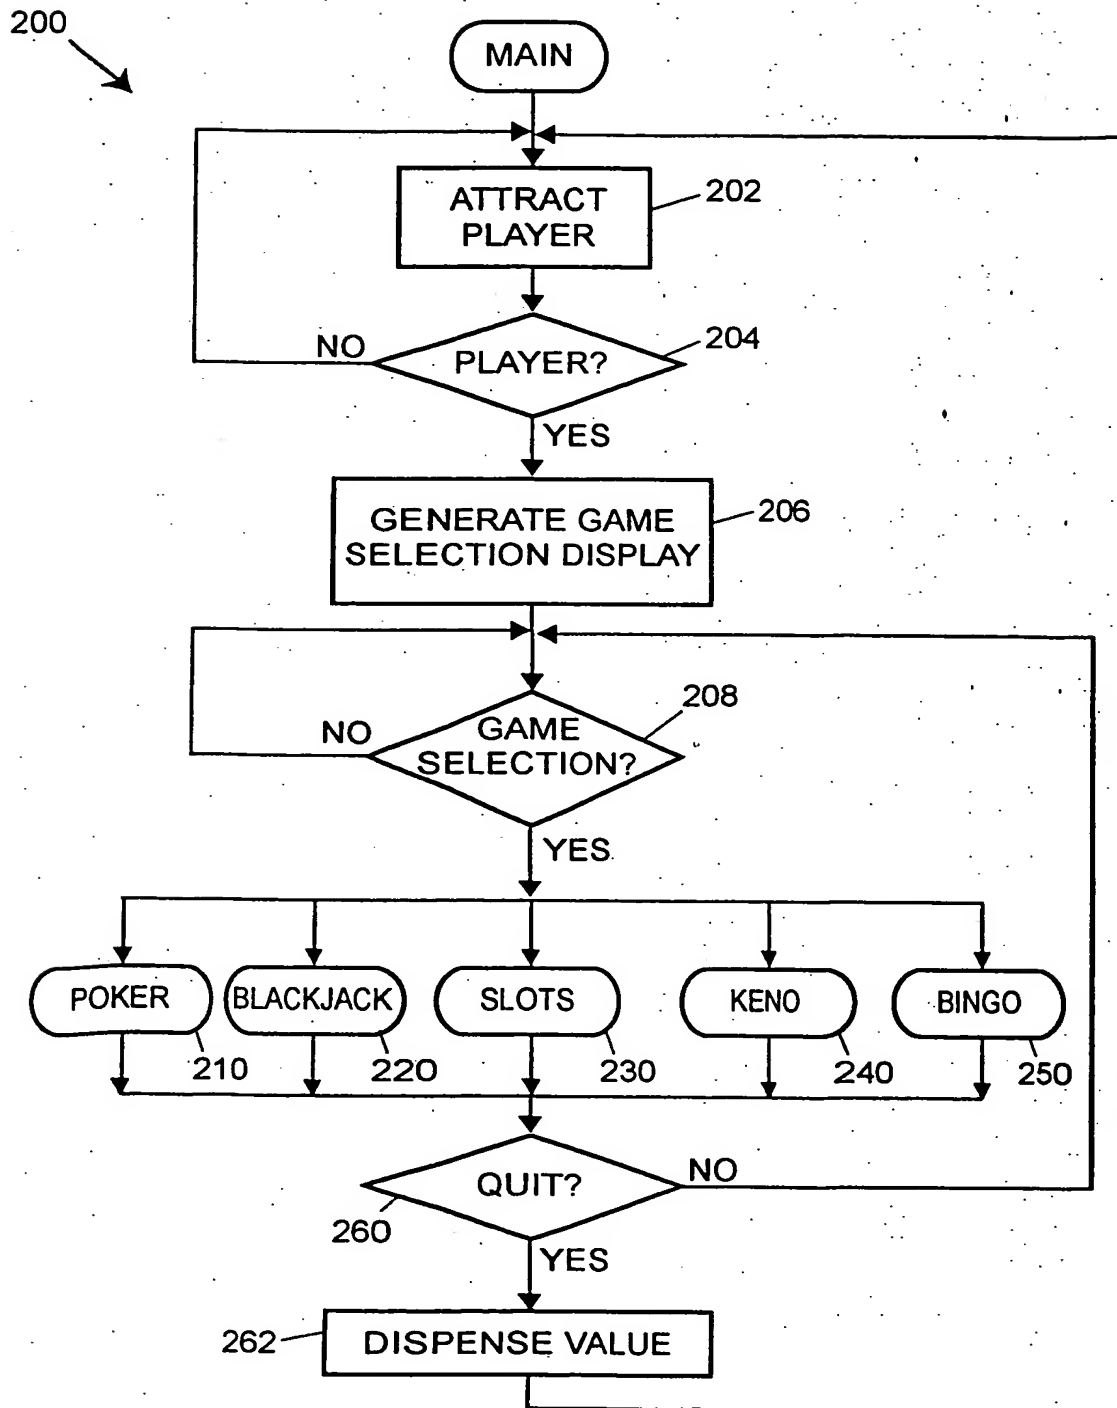 200
MAIN
ATTRACT
PLAYER
202
PLAYER?
204
NO
YES
GENERATE GAME
SELECTION DISPLAY
206
GAME
SELECTION?
208
NO
YES
POKER
210
BLACKJACK
220
SLOTS
230
KENO
240
BINGO
250
QUIT?
260
NO
YES
DISPENSE VALUE
262